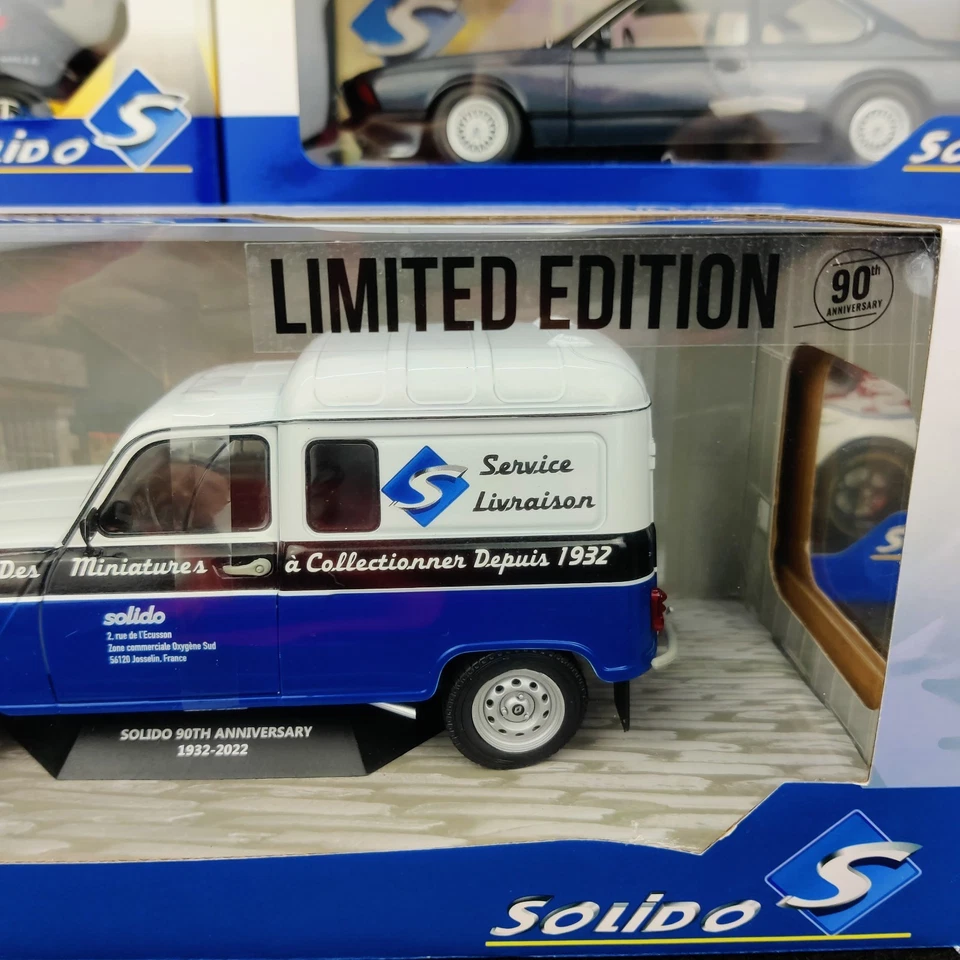 SOLIDO
S
S
So
LIMITED EDITION
90th
ANNIVERSARY
S
Service
Livraison
Des Miniatures à Collectionner Depuis 1932
solido
2, rue de l'Ecusson
Zone commerciale Oxygène Sud
56120 Josselin, France
SOLIDO 90TH ANNIVERSARY
1932-2022
S
SOLIDO S